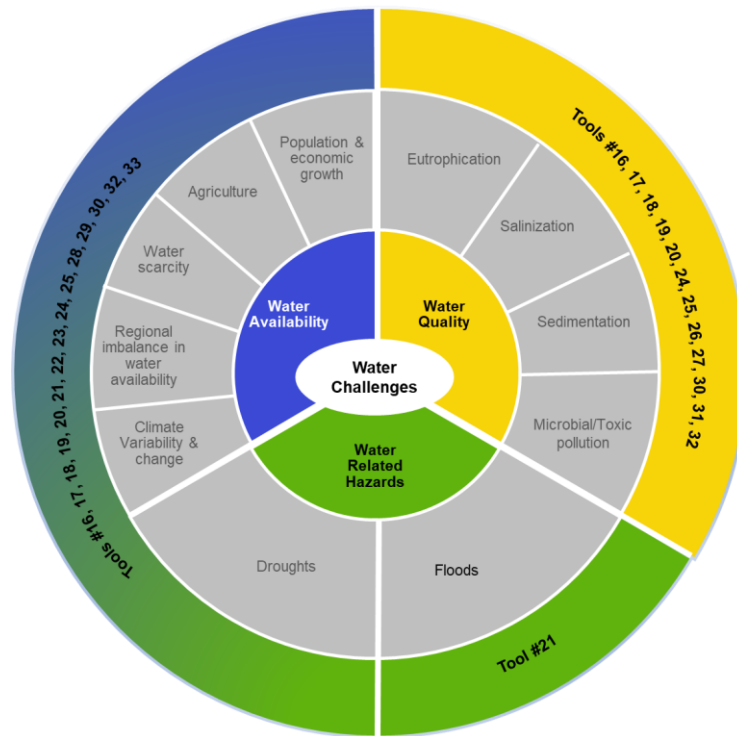 Water
Challenges
Water
Availability
Water
Quality
Water
Related
Hazards
Population &
economic
growth
Agriculture
Water
scarcity
Regional
imbalance in
water
availability
Climate
Variability &
change
Eutrophication
Salinization
Sedimentation
Microbial/Toxic
pollution
Droughts
Floods
Tools #16, 17, 18, 19, 20, 21, 22, 23, 24, 25, 28, 29, 30, 32, 33
Tools #16, 17, 18, 19, 20, 24, 25, 26, 27, 30, 31, 32
Tool #21